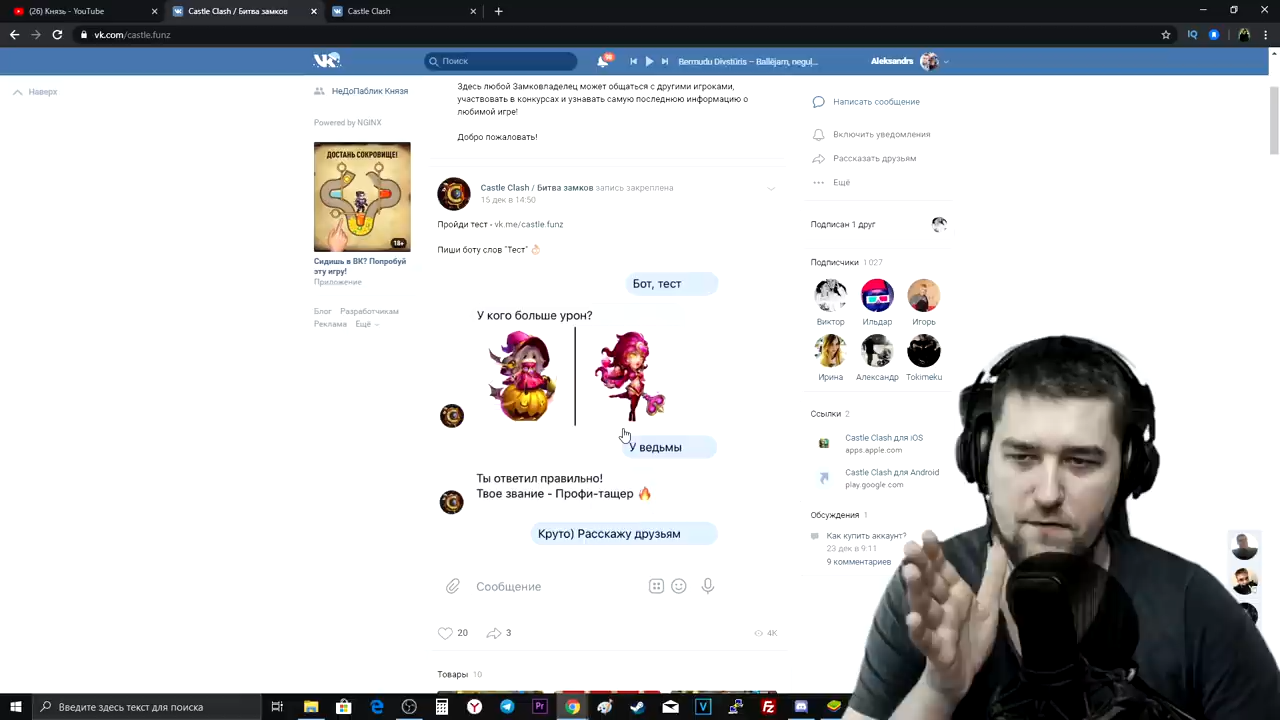 (26) Князь - YouTube
Castle Clash / Битва замков
Castle Clash
vk.com/castle.funz
IQ
Поиск
96
Bermudu Divstūris – Ballējam, neguļ...
Aleksandrs
Наверх
НеДоПаблик Князя
Powered by NGINX
ДОСТАНЬ СОКРОВИЩЕ!
18+
Сидишь в ВК? Попробуй
эту игру!
Приложение
Блог Разработчикам
Реклама Ещё
Здесь любой Замковладелец может общаться с другими игроками,
участвовать в конкурсах и узнавать самую последнюю информацию о
любимой игре!
Добро пожаловать!
Castle Clash / Битва замков запись закреплена
15 дек в 14:50
Пройди тест - vk.me/castle.funz
Пиши боту слов "Тест" 👌🏻
Бот, тест
У кого больше урон?
У ведьмы
Ты ответил правильно!
Твое звание - Профи-тащер 🔥
Круто) Расскажу друзьям
Сообщение
20 3 4K
Товары 10
Написать сообщение
Включить уведомления
Рассказать друзьям
Ещё
Подписан 1 друг
Подписчики 1 027
Виктор Ильдар Игорь
Ирина Александр Tokimeku
Ссылки 2
Castle Clash для iOS
apps.apple.com
Castle Clash для Android
play.google.com
Обсуждения 1
Как купить аккаунт?
23 дек в 9:11
9 комментариев
Введите здесь текст для поиска